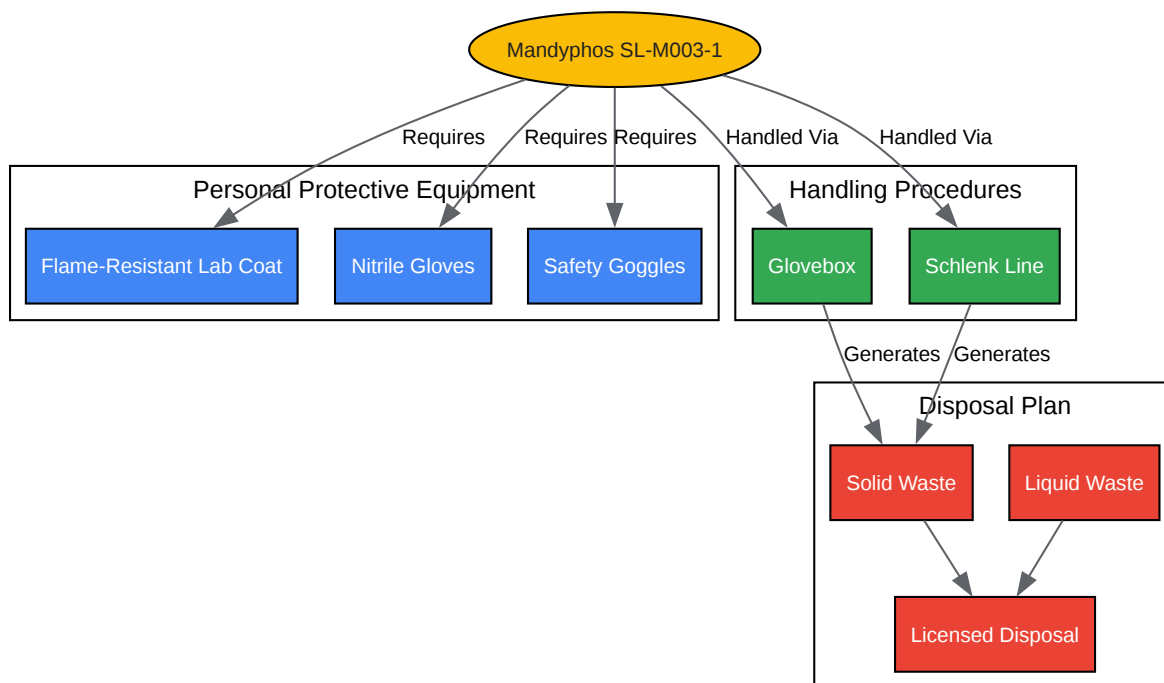 Mandyphos SL-M003-1
Requires
Requires
Requires
Handled Via
Handled Via
Personal Protective Equipment
Handling Procedures
Flame-Resistant Lab Coat
Nitrile Gloves
Safety Goggles
Glovebox
Schlenk Line
Generates
Generates
Disposal Plan
Solid Waste
Liquid Waste
Licensed Disposal